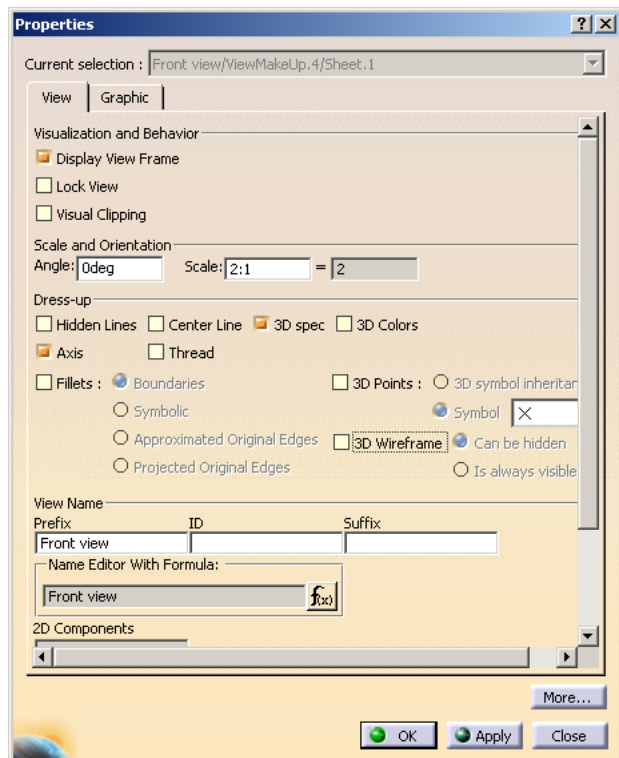 Properties
Current selection : Front view/ViewMakeUp.4/Sheet.1
View Graphic
Visualization and Behavior
Display View Frame
Lock View
Visual Clipping
Scale and Orientation
Angle: 0deg Scale: 2:1 = 2
Dress-up
Hidden Lines Center Line 3D spec 3D Colors
Axis Thread
Fillets : Boundaries 3D Points : 3D symbol inheritan
Symbolic Symbol
Approximated Original Edges 3D Wireframe Can be hidden
Projected Original Edges Is always visible
View Name
Prefix ID Suffix
Front view
Name Editor With Formula:
Front view f(x)
2D Components
More...
OK Apply Close